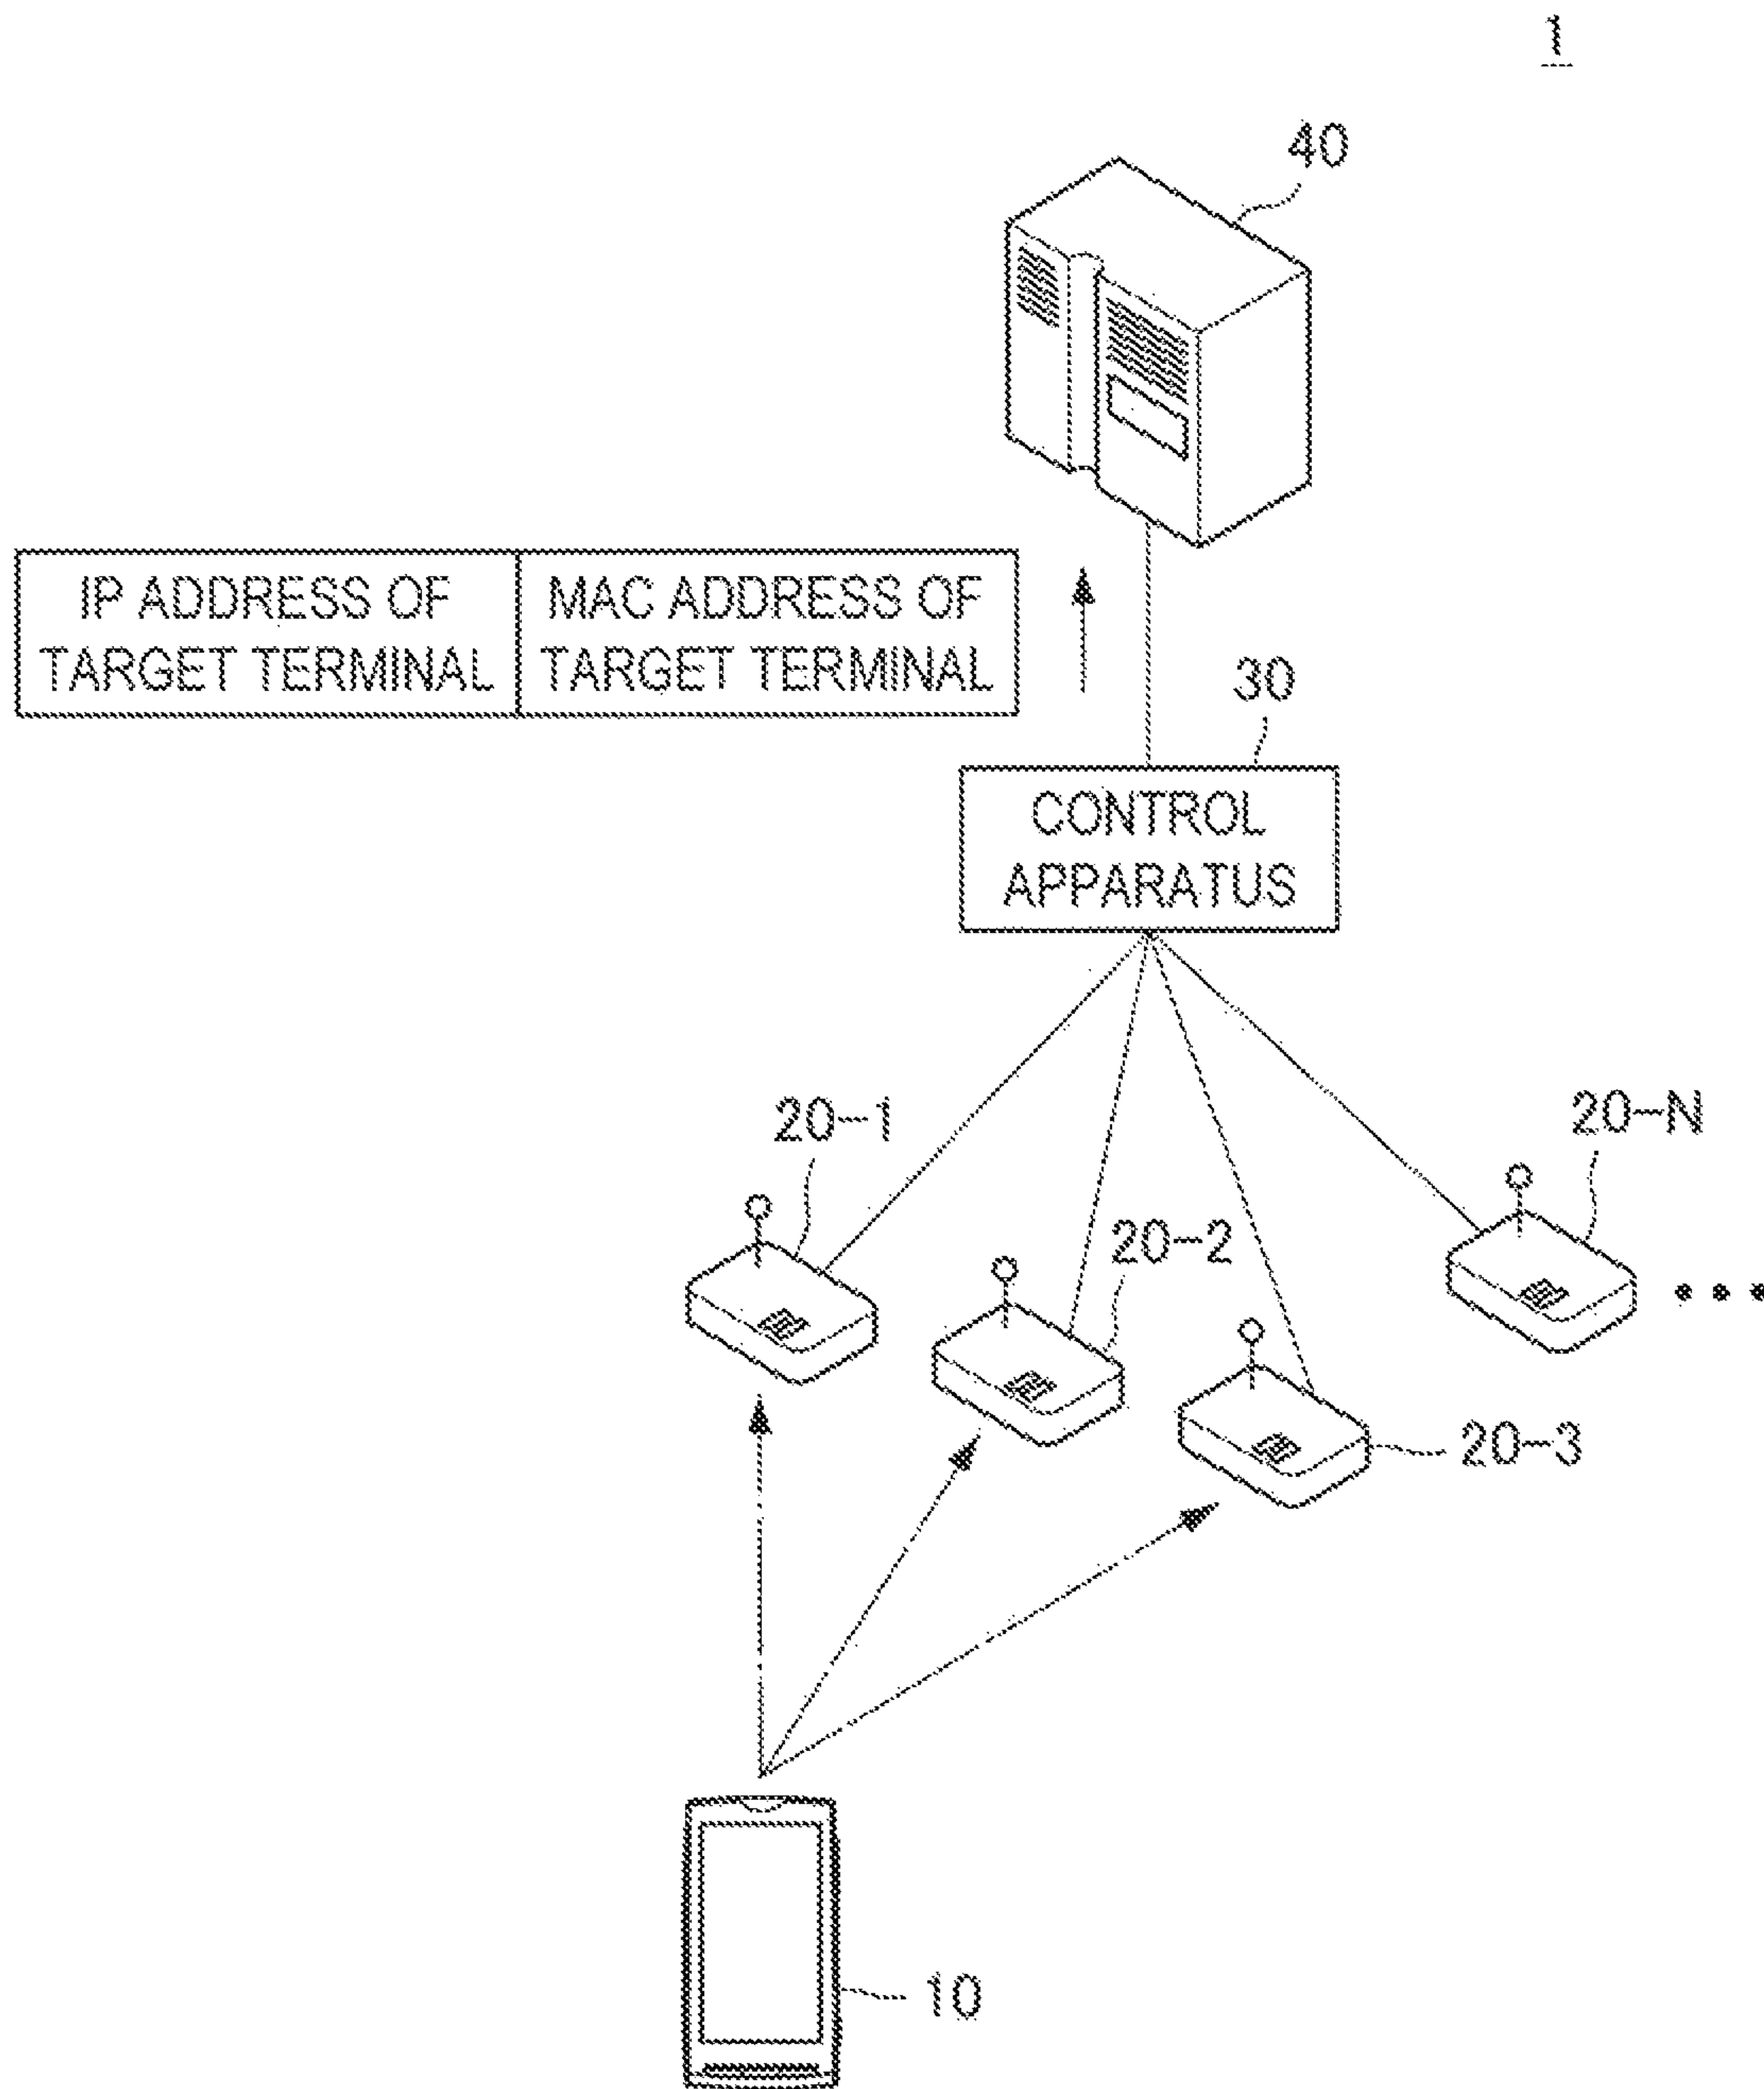 1
40
IP ADDRESS OF
TARGET TERMINAL
MAC ADDRESS OF
TARGET TERMINAL
30
CONTROL
APPARATUS
20-1
20-N
20-2
20-3
10